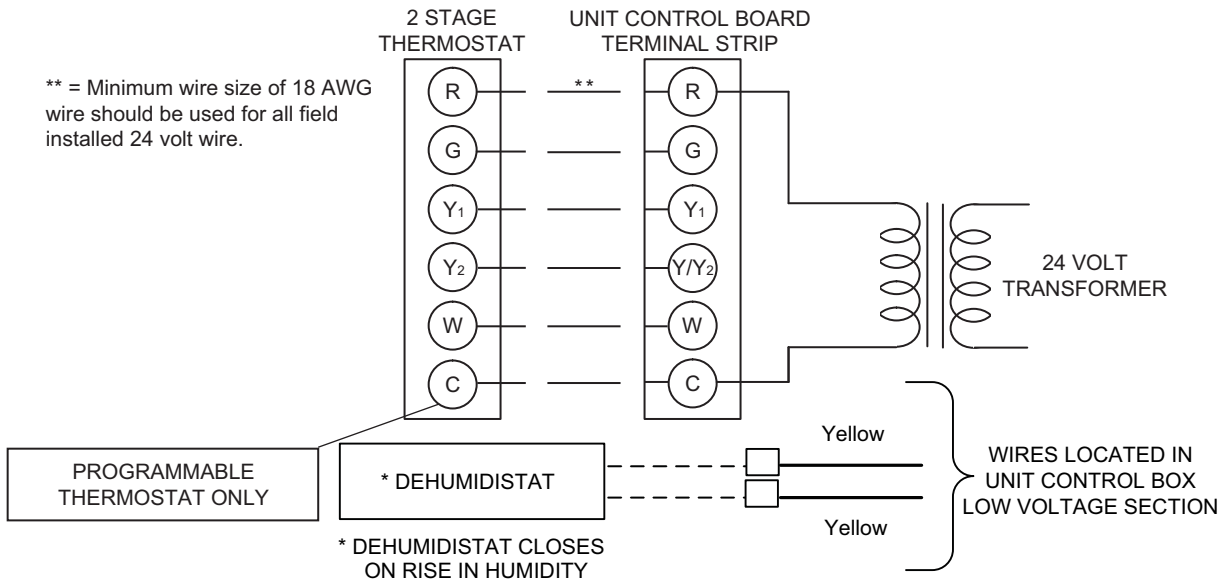 2 STAGE
THERMOSTAT
UNIT CONTROL BOARD
TERMINAL STRIP
** = Minimum wire size of 18 AWG
wire should be used for all field
installed 24 volt wire.
R
**
R
G
G
Y1
Y1
Y2
Y/Y2
W
W
C
C
24 VOLT
TRANSFORMER
PROGRAMMABLE
THERMOSTAT ONLY
* DEHUMIDISTAT
Yellow
Yellow
WIRES LOCATED IN
UNIT CONTROL BOX
LOW VOLTAGE SECTION
* DEHUMIDISTAT CLOSES
ON RISE IN HUMIDITY